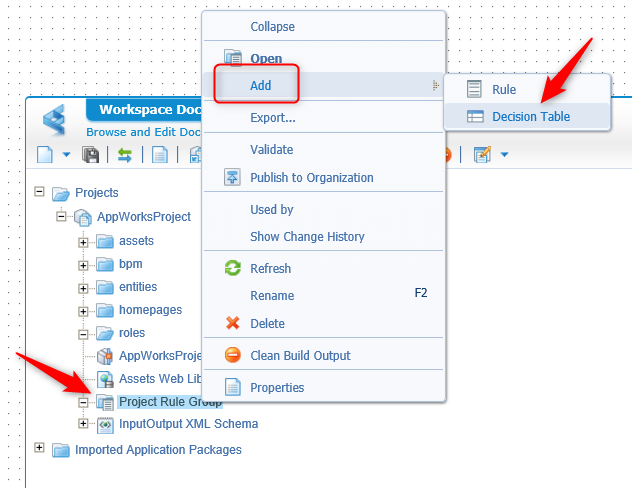 Collapse
Open
Add
Rule
Decision Table
Export...
Validate
Publish to Organization
Used by
Show Change History
Refresh
Rename F2
Delete
Clean Build Output
Properties
Workspace Doc
Browse and Edit Doc
Projects
AppWorksProject
assets
bpm
entities
homepages
roles
AppWorksProje
Assets Web Lib
Project Rule Group
InputOutput XML Schema
Imported Application Packages